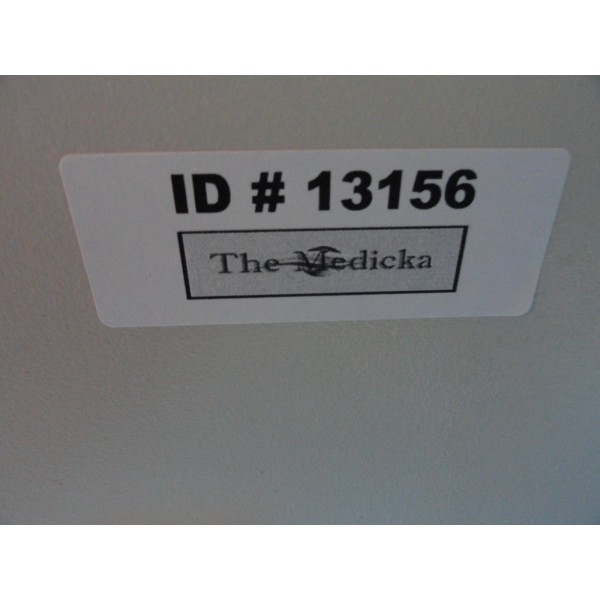 ID # 13156
The Medicka